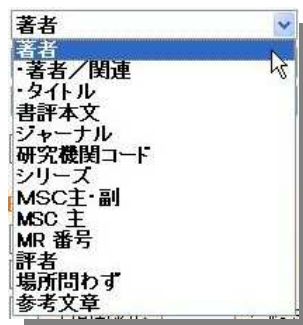 著者
著者
・著者／関連
・タイトル
書評本文
ジャーナル
研究機関コード
シリーズ
MSC主・副
MSC 主
MR 番号
評者
場所問わず
参考文章